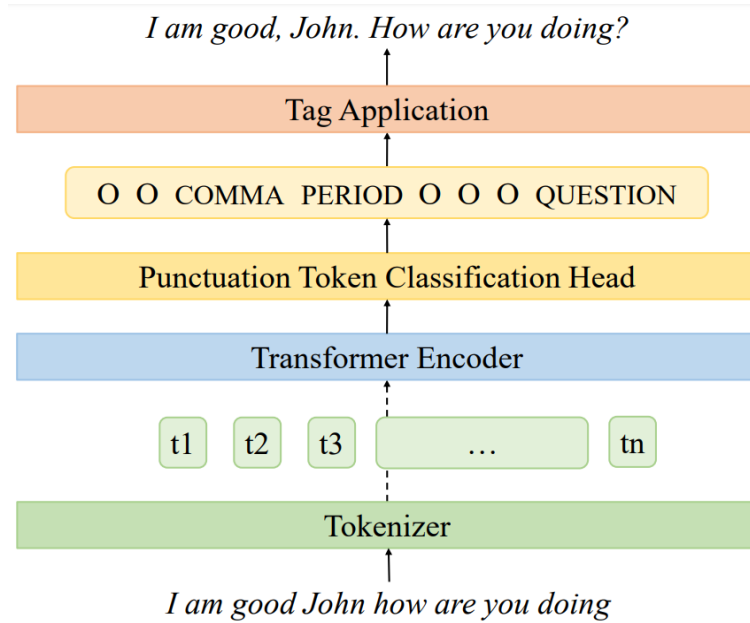 I am good, John. How are you doing?
Tag Application
O O COMMA PERIOD O O O QUESTION
Punctuation Token Classification Head
Transformer Encoder
t1 t2 t3 ... tn
Tokenizer
I am good John how are you doing